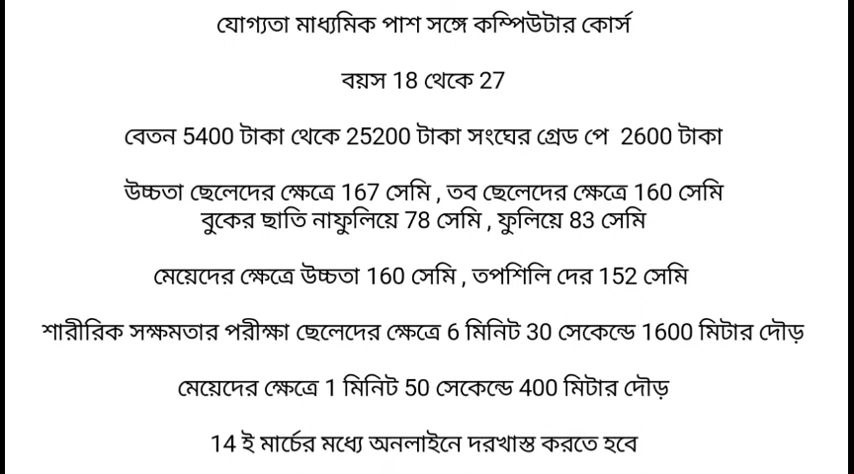 যোগ্যতা মাধ্যমিক পাশ সঙ্গে কম্পিউটার কোর্স
বয়স 18 থেকে 27
বেতন 5400 টাকা থেকে 25200 টাকা সংঘের গ্রেড পে 2600 টাকা
উচ্চতা ছেলেদের ক্ষেত্রে 167 সেমি , তব ছেলেদের ক্ষেত্রে 160 সেমি
বুকের ছাতি নাফুলিয়ে 78 সেমি , ফুলিয়ে 83 সেমি
মেয়েদের ক্ষেত্রে উচ্চতা 160 সেমি , তপশিলি দের 152 সেমি
শারীরিক সক্ষমতার পরীক্ষা ছেলেদের ক্ষেত্রে 6 মিনিট 30 সেকেন্ডে 1600 মিটার দৌড়
মেয়েদের ক্ষেত্রে 1 মিনিট 50 সেকেন্ডে 400 মিটার দৌড়
14 ই মার্চের মধ্যে অনলাইনে দরখাস্ত করতে হবে